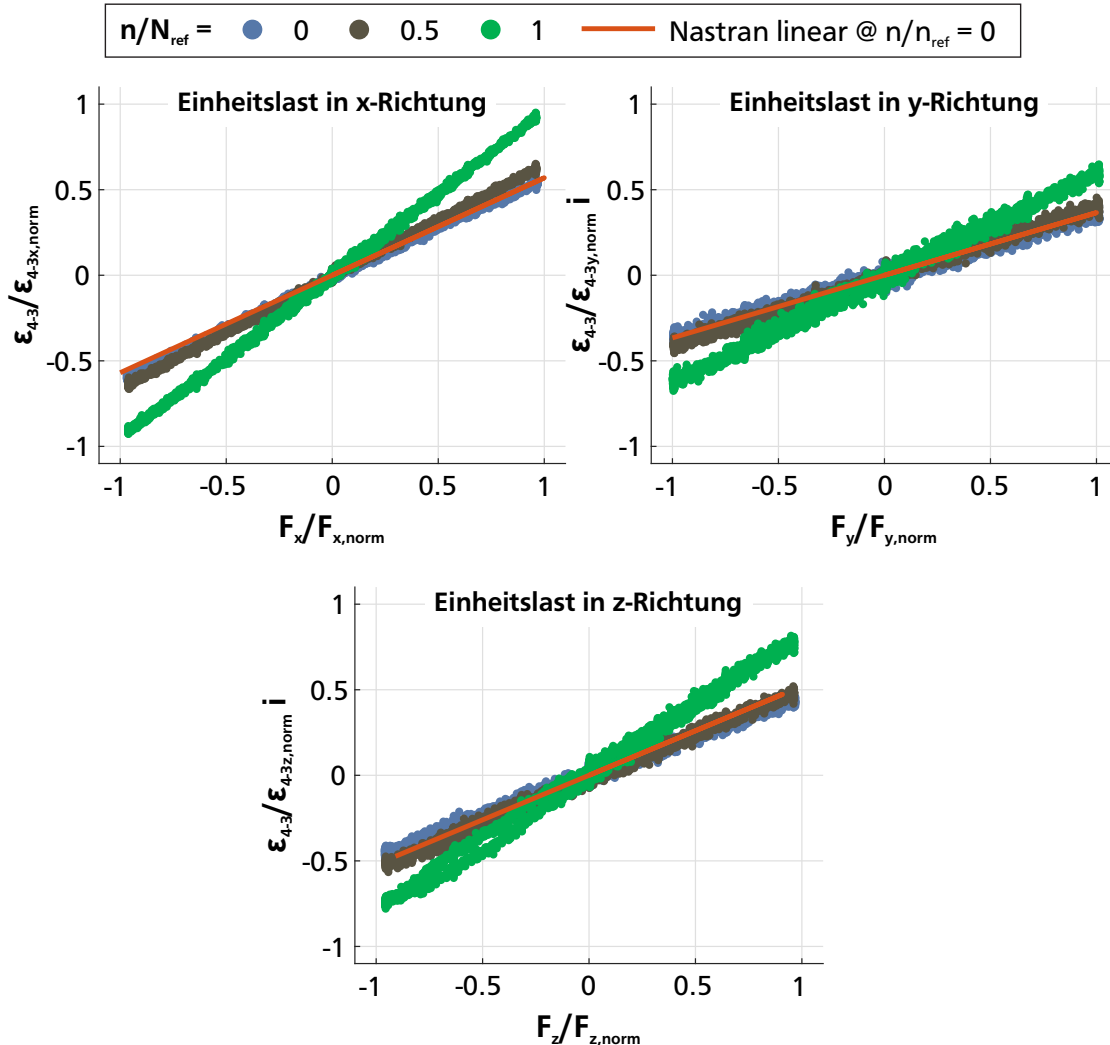 n/N_ref = 0 0.5 1 Nastran linear @ n/n_ref = 0
Einheitslast in x-Richtung
1
0.5
0
-0.5
-1
ε_4-3/ε_4-3x,norm
-1 -0.5 0 0.5 1
F_x/F_x,norm
Einheitslast in y-Richtung
1
0.5
0
-0.5
-1
ε_4-3/ε_4-3y,norm i
-1 -0.5 0 0.5 1
F_y/F_y,norm
Einheitslast in z-Richtung
1
0.5
0
-0.5
-1
ε_4-3/ε_4-3z,norm i
-1 -0.5 0 0.5 1
F_z/F_z,norm